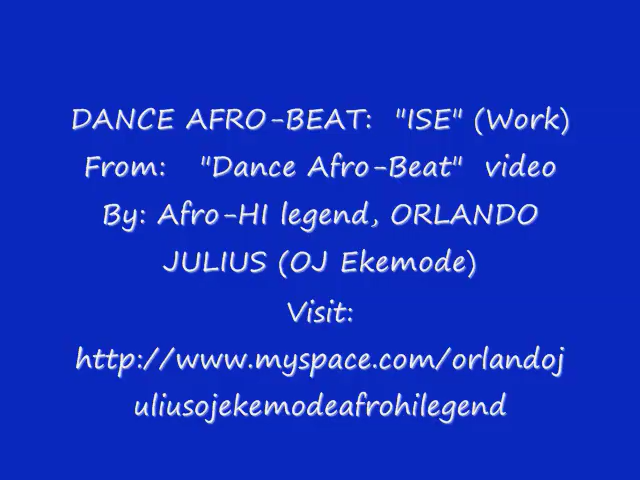 DANCE AFRO-BEAT:  "ISE" (Work)
From:   "Dance Afro-Beat"  video
By: Afro-HI legend, ORLANDO
JULIUS (OJ Ekemode)
Visit:
http://www.myspace.com/orlandoj
uliusojekemodeafrohilegend